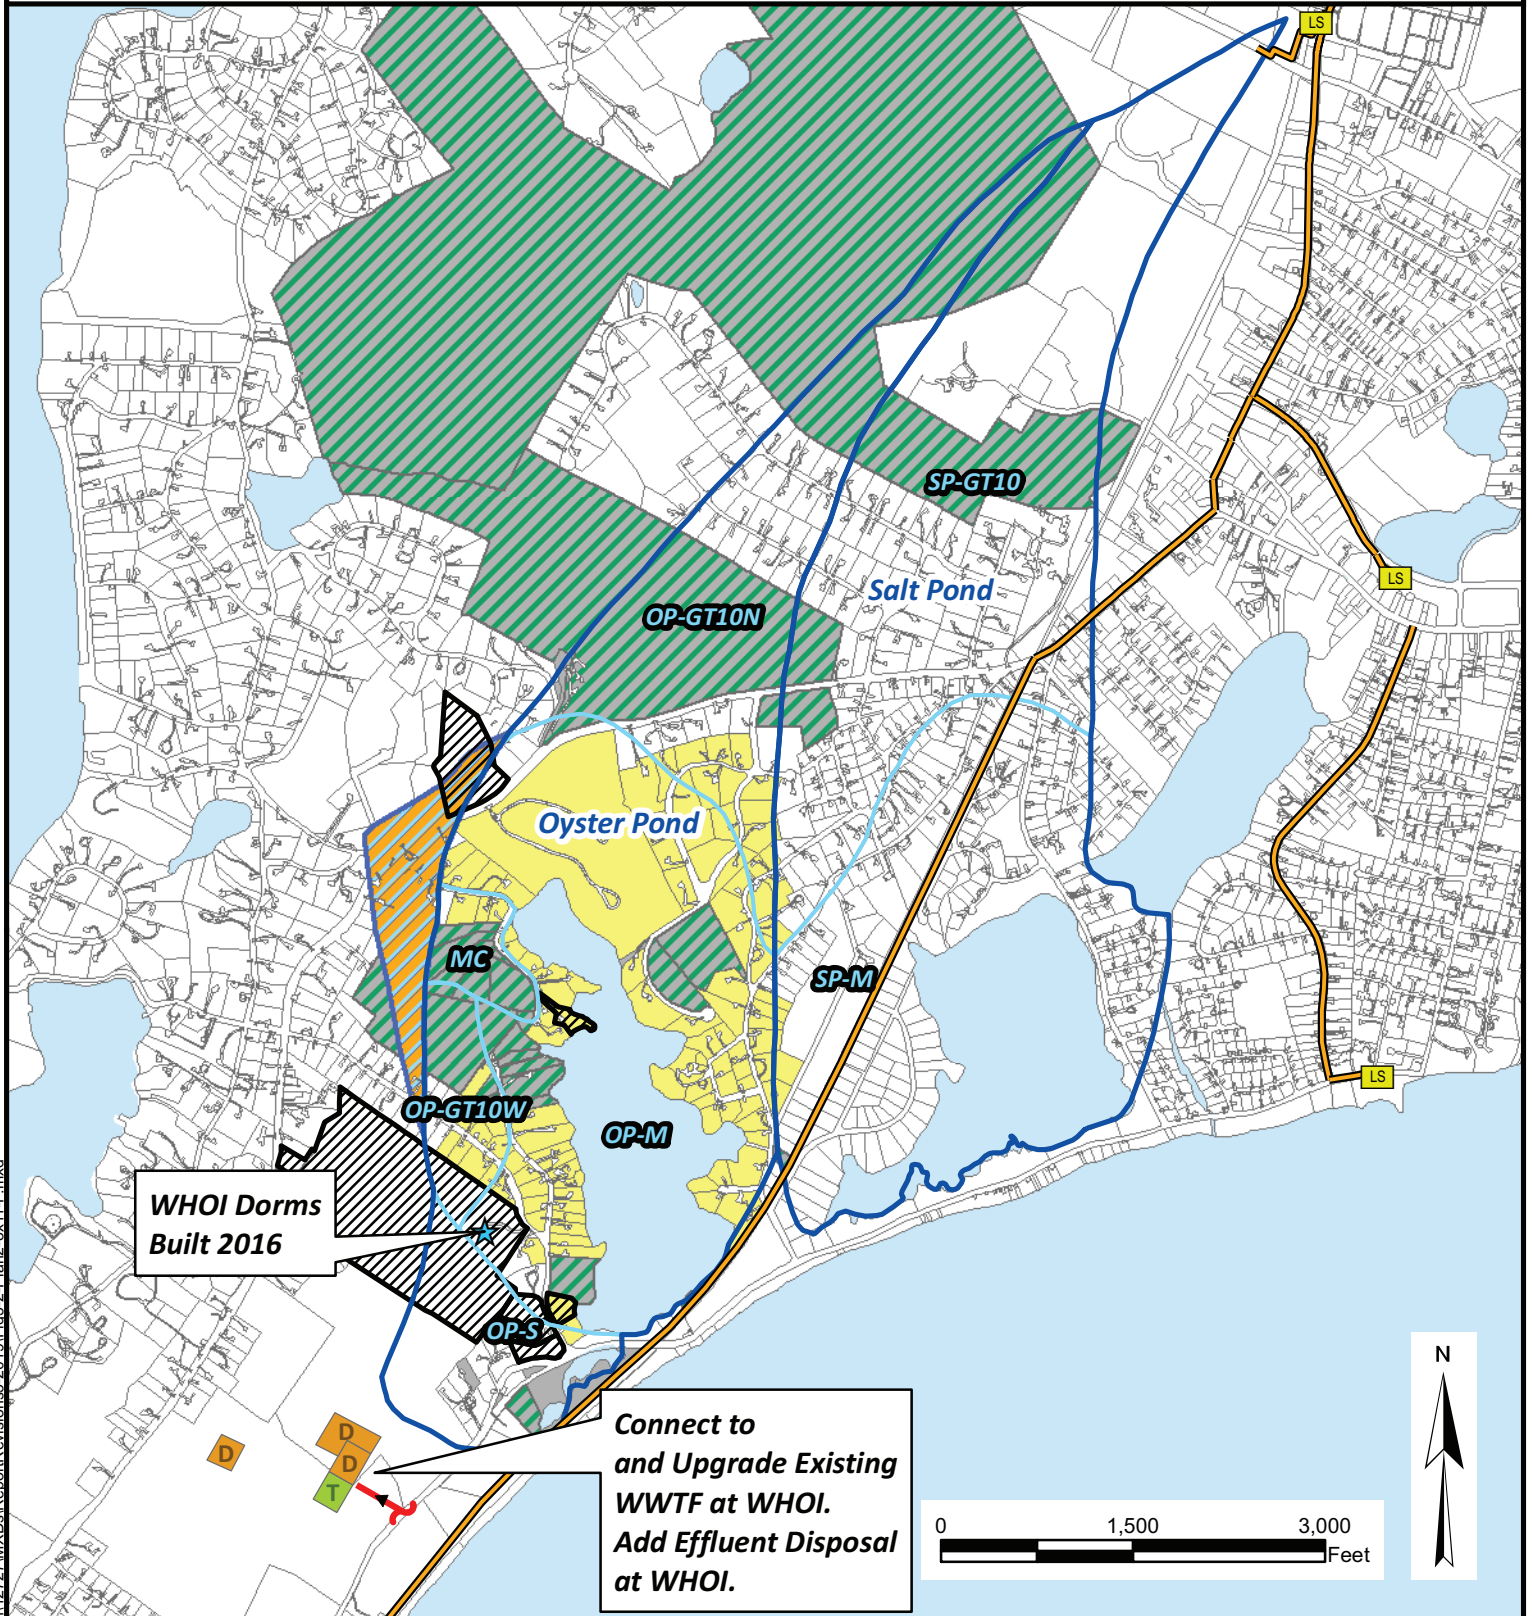 LS
SP-GT10
LS
Salt Pond
OP-GT10N
Oyster Pond
MC
SP-M
LS
OP-GT10W
OP-M
WHOI Dorms
Built 2016
OP-S
Connect to
and Upgrade Existing
WWTF at WHOI.
Add Effluent Disposal
at WHOI.
D
D
D
T
N
0 1,500 3,000
Feet